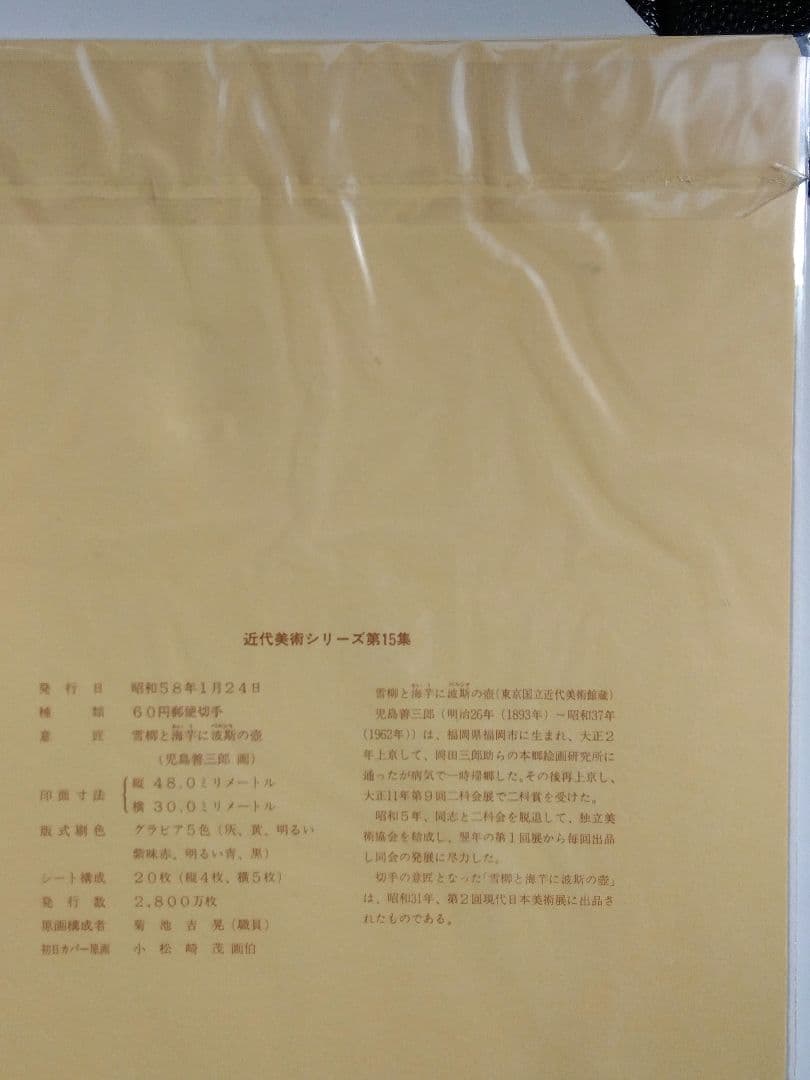 近代美術シリーズ第15集
発行日 昭和58年1月24日
種類 60円郵便切手
意匠 雪柳と海芋に波斯の壺
(児島善三郎 画)
印面寸法 縦 48.0ミリメートル
横 30.0ミリメートル
版式刷色 グラビア5色(灰、黄、明るい
紫味赤、明るい青、黒)
シート構成 20枚(縦4枚、横5枚)
発行数 2,800万枚
原画構成者 菊池吉晃(職員)
初日カバー原画 小松崎茂画伯
雪柳と海芋に波斯の壺(東京国立近代美術館蔵)
児島善三郎(明治26年(1893年)~昭和37年
(1962年))は、福岡県福岡市に生まれ、大正2
年上京して、岡田三郎助らの本郷絵画研究所に
通ったが病気で一時帰郷した。その後再上京し、
大正11年第9回二科会展で二科賞を受けた。
昭和5年、同志と二科会を脱退して、独立美
術協会を結成し、翌年の第1回展から毎回出品
し同会の発展に尽力した。
切手の意匠となった「雪柳と海芋に波斯の壺」
は、昭和31年、第2回現代日本美術展に出品さ
れたものである。